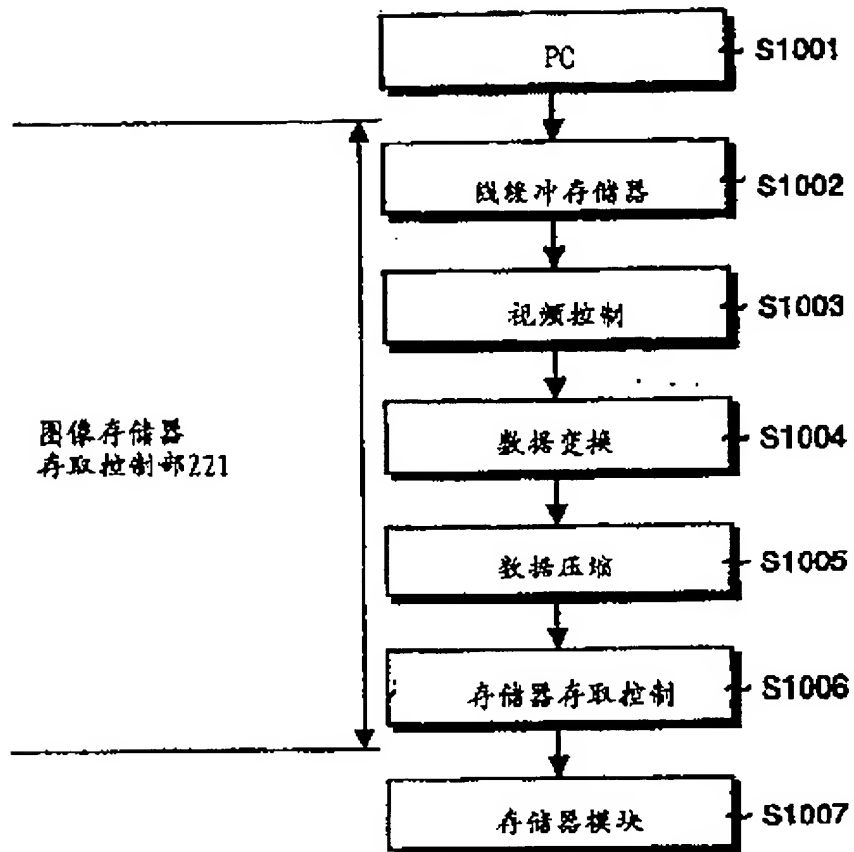 PC S1001
线缓冲存储器 S1002
视频控制 S1003
图像存储器
存取控制部221
数据变换 S1004
数据压缩 S1005
存储器存取控制 S1006
存储器模块 S1007